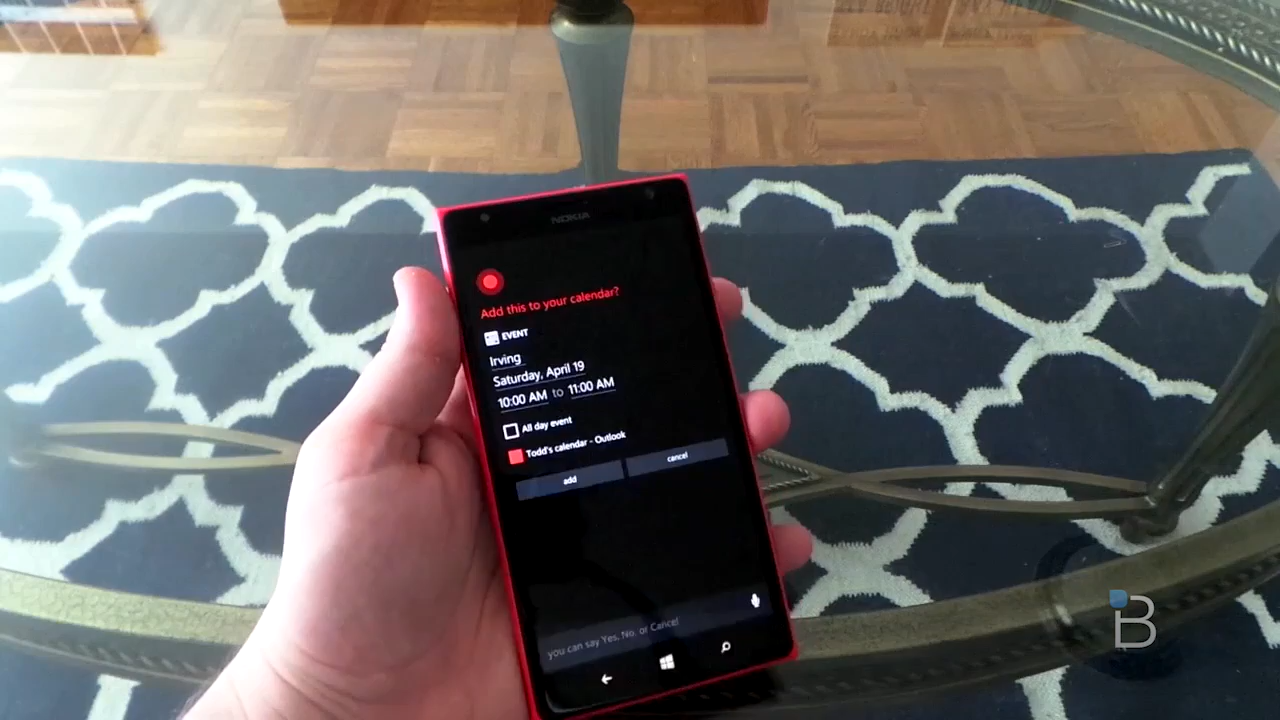 NOKIA
Add this to your calendar?
EVENT
Irving
Saturday, April 19
10:00 AM to 11:00 AM
All day event
Todd's calendar - Outlook
add
cancel
you can say Yes, No, or Cancel
B